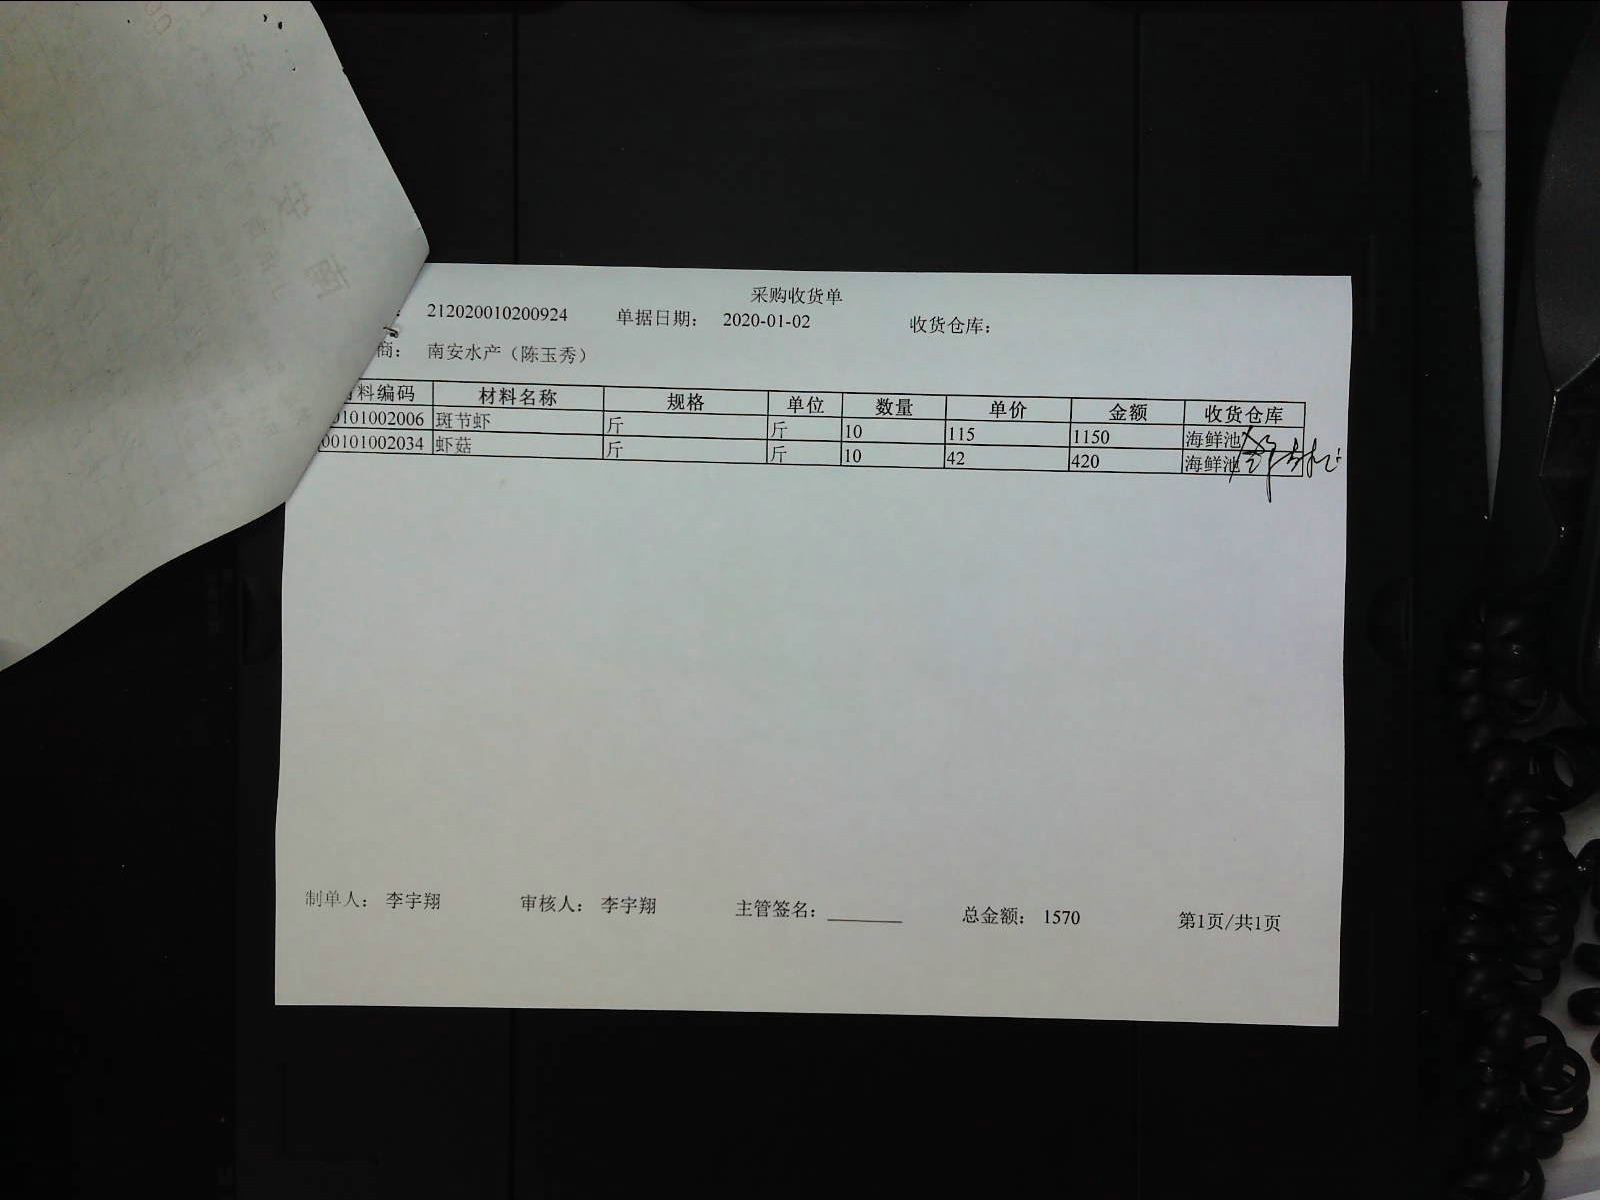 采购收货单
212020010200924 单据日期： 2020-01-02 收货仓库：
商： 南安水产（陈玉秀）
料编码 材料名称 规格 单位 数量 单价 金额 收货仓库
0101002006 斑节虾 斤 斤 10 115 1150 海鲜池
00101002034 虾菇 斤 斤 10 42 420 海鲜池
制单人： 李宇翔 审核人： 李宇翔 主管签名： 总金额： 1570 第1页/共1页